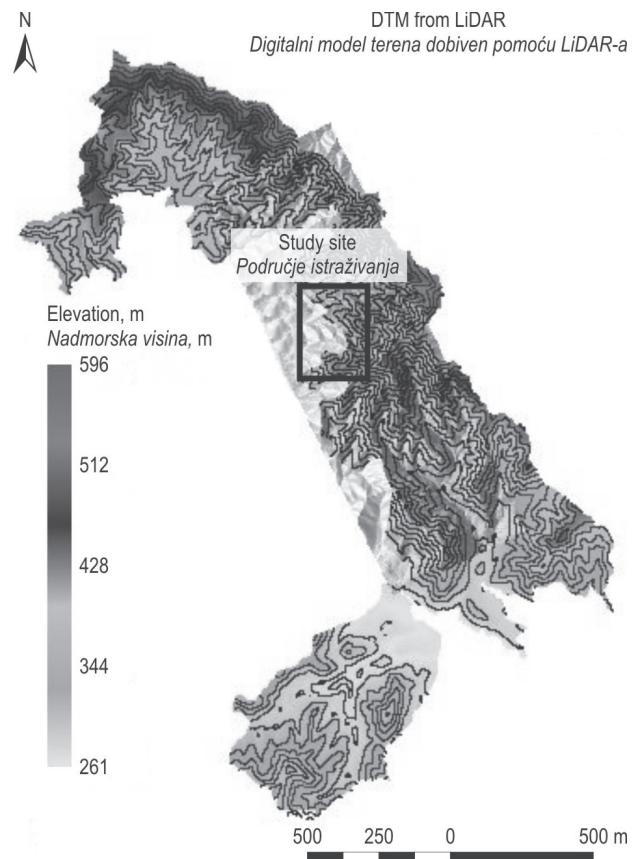 N
DTM from LiDAR
Digitalni model terena dobiven pomoću LiDAR-a
Study site
Područje istraživanja
Elevation, m
Nadmorska visina, m
596
512
428
344
261
500 250 0 500 m